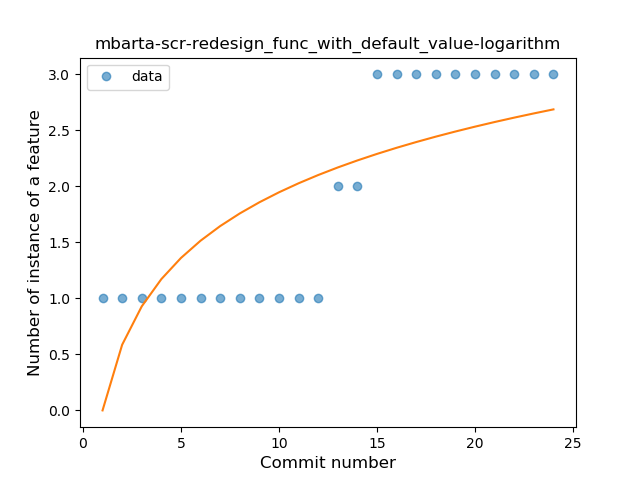 mbarta-scr-redesign_func_with_default_value-logarithm
data
Number of instance of a feature
3.0
2.5
2.0
1.5
1.0
0.5
0.0
0 5 10 15 20 25
Commit number